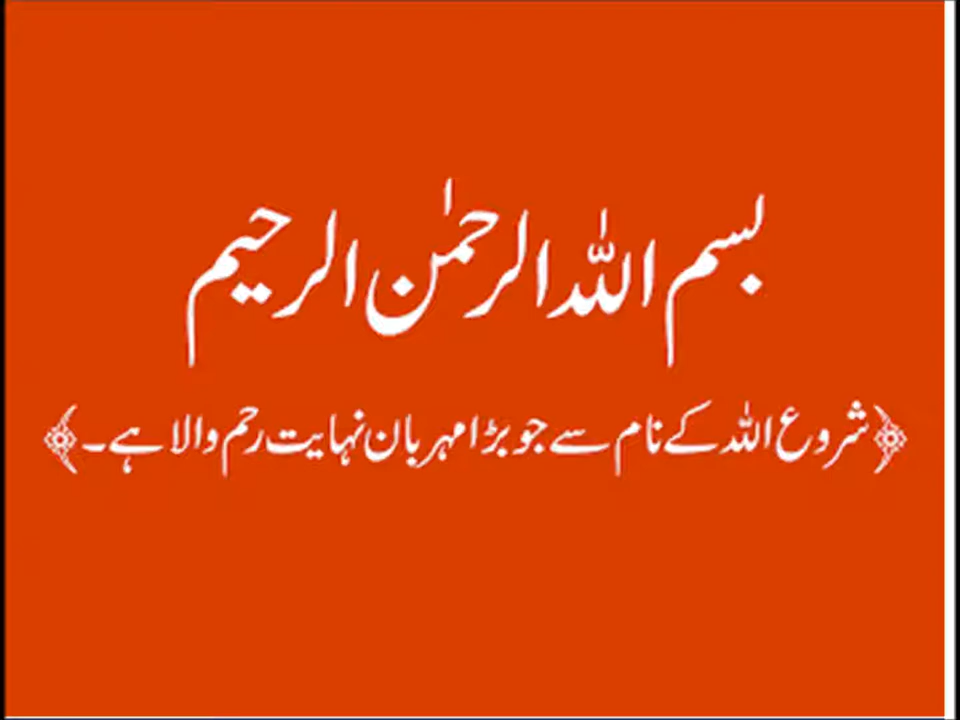 بسم اللہ الرحمٰن الرحیم
﴿شروع اللہ کے نام سے جو بڑا مہربان نہایت رحم والا ہے۔﴾